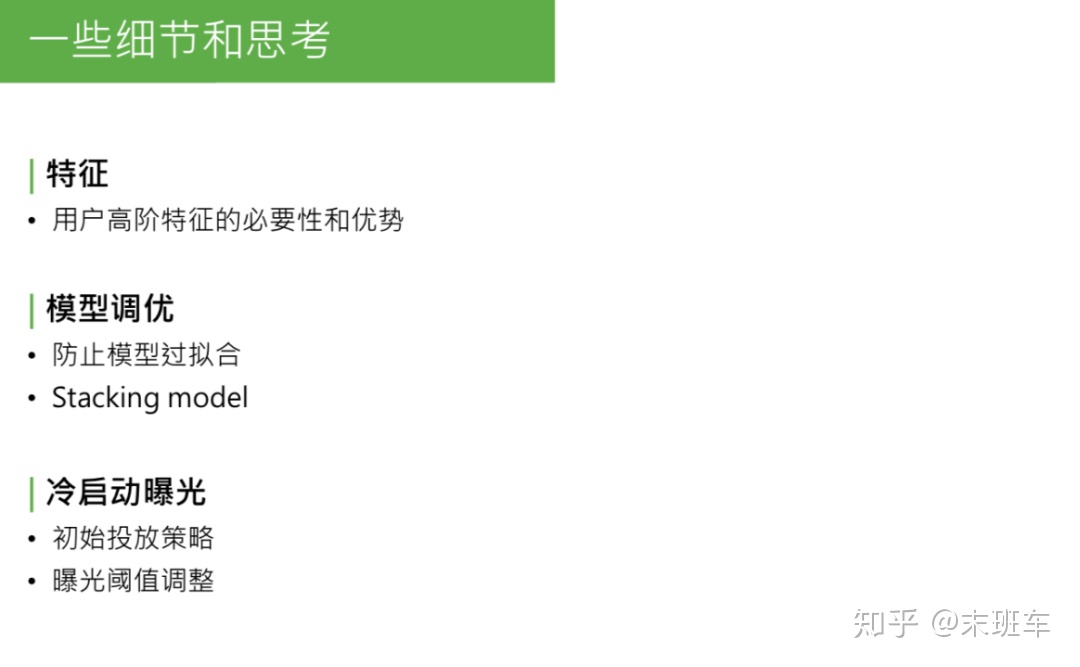 一些细节和思考
特征
• 用户高阶特征的必要性和优势
模型调优
• 防止模型过拟合
• Stacking model
冷启动曝光
• 初始投放策略
• 曝光阈值调整
知乎 @末班车